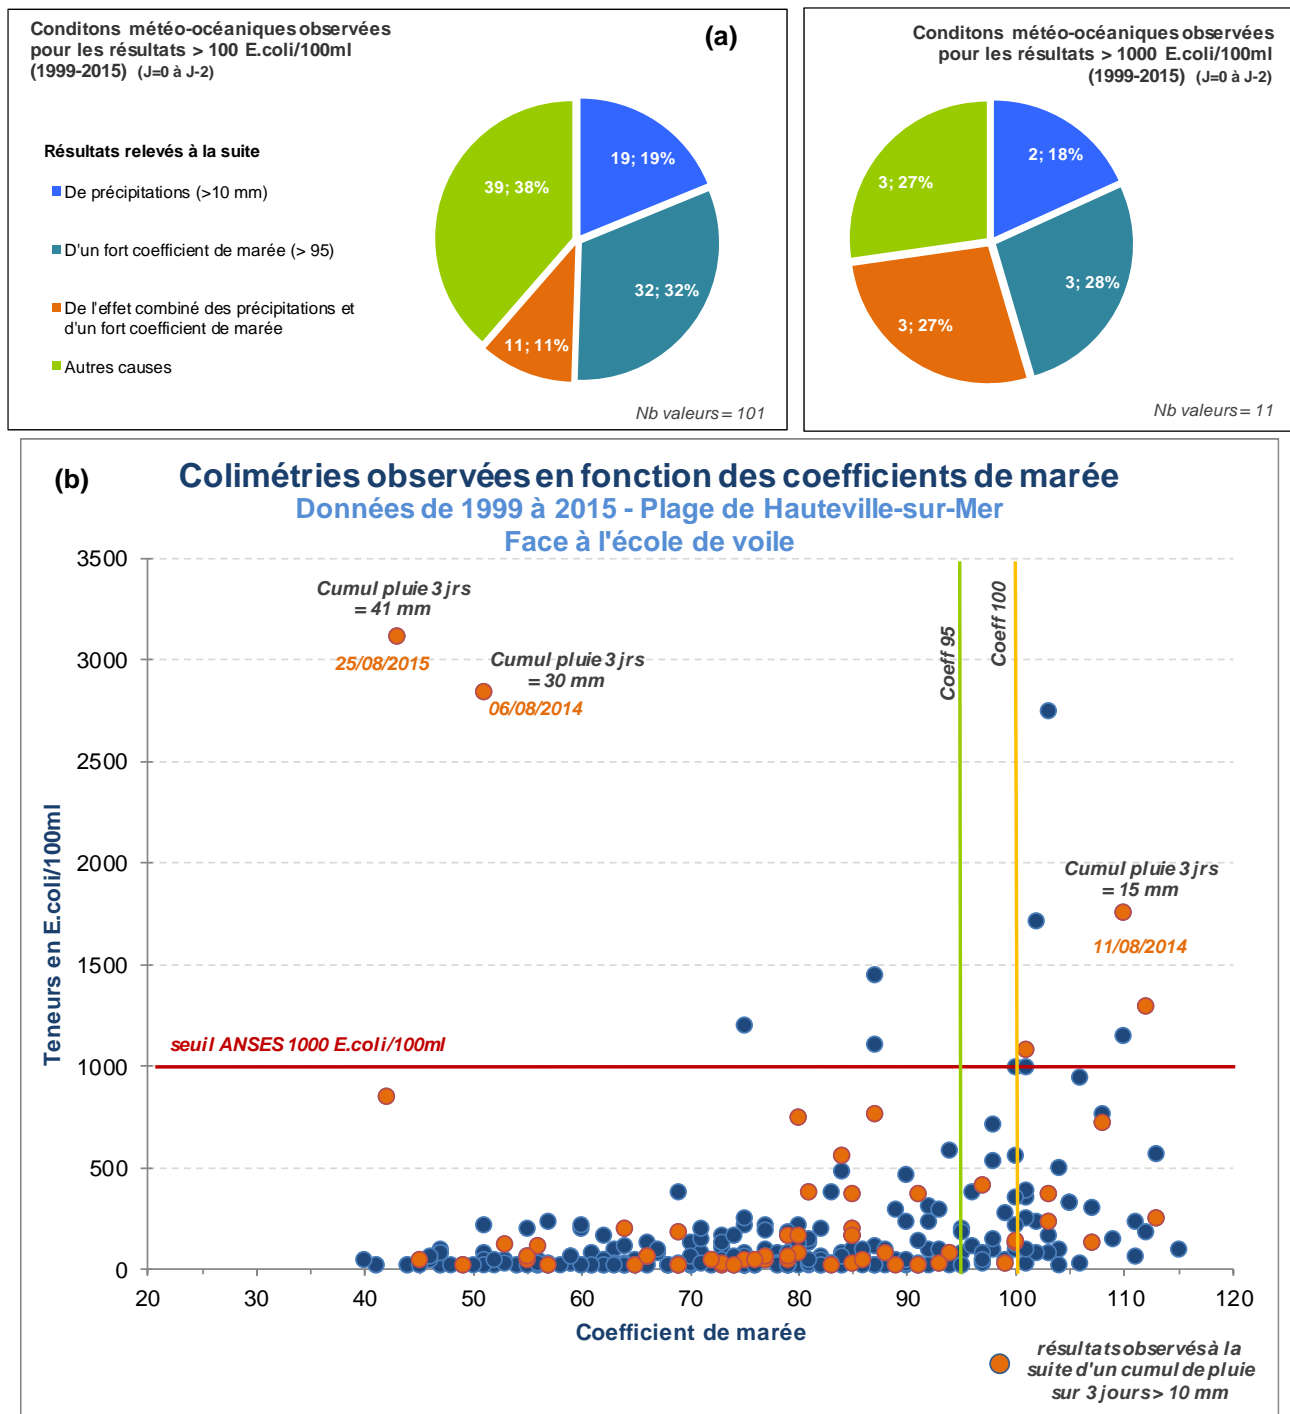 Conditons météo-océaniques observées
pour les résultats > 100 E.coli/100ml
(1999-2015) (J=0 à J-2)
(a)
Résultats relevés à la suite
De précipitations (>10 mm)
D'un fort coefficient de marée (> 95)
De l'effet combiné des précipitations et
d'un fort coefficient de marée
Autres causes
19; 19%
32; 32%
11; 11%
39; 38%
Nb valeurs = 101
Conditons météo-océaniques observées
pour les résultats > 1000 E.coli/100ml
(1999-2015) (J=0 à J-2)
2; 18%
3; 28%
3; 27%
3; 27%
Nb valeurs = 11
(b)
Colimétries observées en fonction des coefficients de marée
Données de 1999 à 2015 - Plage de Hauteville-sur-Mer
Face à l'école de voile
Teneurs en E.coli/100ml
3500
3000
2500
2000
1500
1000
500
0
Cumul pluie 3 jrs
= 41 mm
25/08/2015
Cumul pluie 3 jrs
= 30 mm
06/08/2014
Coeff 95
Coeff 100
Cumul pluie 3 jrs
= 15 mm
11/08/2014
seuil ANSES 1000 E.coli/100ml
20 30 40 50 60 70 80 90 100 110 120
Coefficient de marée
résultats observés à la
suite d'un cumul de pluie
sur 3 jours > 10 mm